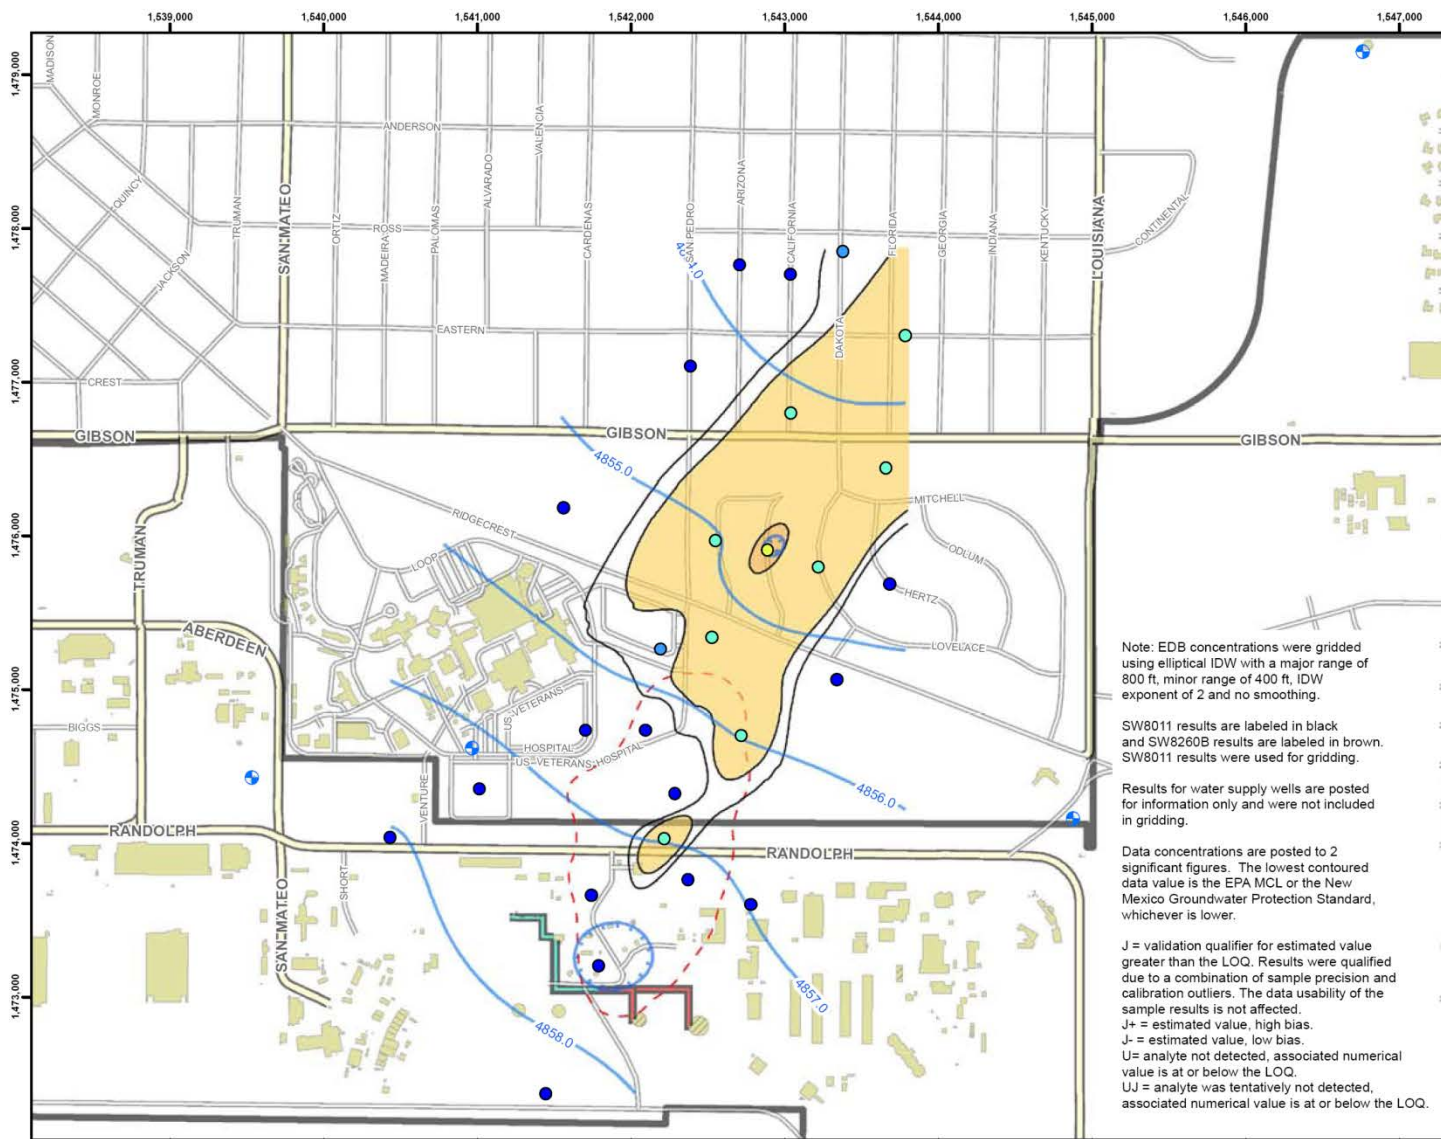 1,539,000
1,540,000
1,541,000
1,542,000
1,543,000
1,544,000
1,545,000
1,546,000
1,547,000
1,479,000
1,478,000
1,477,000
1,476,000
1,475,000
1,474,000
1,473,000
MADISON
MONROE
ANDERSON
QUINCY
JACKSON
TRUMAN
SAN MATEO
ORTIZ
ROSS
MADEIRA
PALOMAS
ALVARADO
VALENCIA
CARDENAS
SAN PEDRO
ARIZONA
CALIFORNIA
DAKOTA
FLORIDA
GEORGIA
INDIANA
KENTUCKY
LOUISIANA
CONTINENTAL
EASTERN
CREST
GIBSON
GIBSON
GIBSON
4855.0
RIDGECREST
LOOP
MITCHELL
ODLUM
HERTZ
LOVELACE
TRUMAN
ABERDEEN
BIGGS
US VETERANS
HOSPITAL
US VETERANS HOSPITAL
VENTURE
4856.0
RANDOLPH
RANDOLPH
SHORT
SAN MATEO
4857.0
4858.0
Note: EDB concentrations were gridded
using elliptical IDW with a major range of
800 ft, minor range of 400 ft, IDW
exponent of 2 and no smoothing.
SW8011 results are labeled in black
and SW8260B results are labeled in brown.
SW8011 results were used for gridding.
Results for water supply wells are posted
for information only and were not included
in gridding.
Data concentrations are posted to 2
significant figures. The lowest contoured
data value is the EPA MCL or the New
Mexico Groundwater Protection Standard,
whichever is lower.
J = validation qualifier for estimated value
greater than the LOQ. Results were qualified
due to a combination of sample precision and
calibration outliers. The data usability of the
sample results is not affected.
J+ = estimated value, high bias.
J- = estimated value, low bias.
U= analyte not detected, associated numerical
value is at or below the LOQ.
UJ = analyte was tentatively not detected,
associated numerical value is at or below the LOQ.